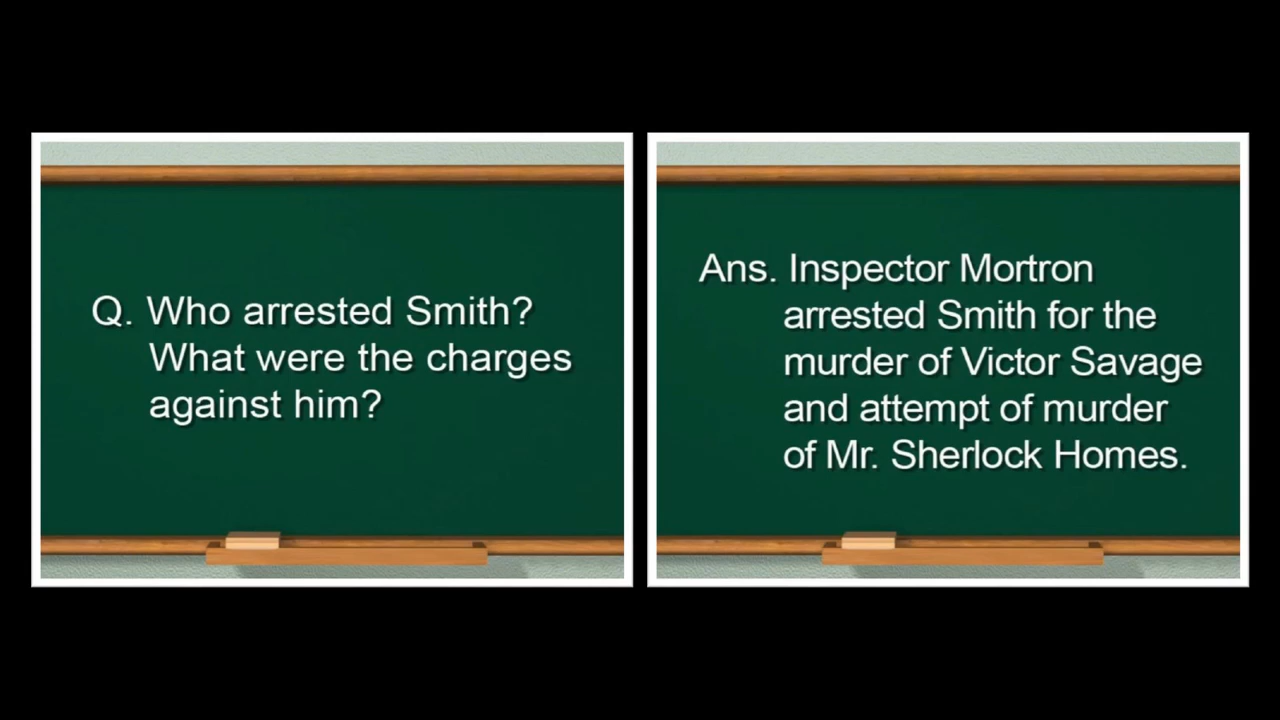 Q. Who arrested Smith?
What were the charges
against him?
Ans. Inspector Mortron
arrested Smith for the
murder of Victor Savage
and attempt of murder
of Mr. Sherlock Homes.